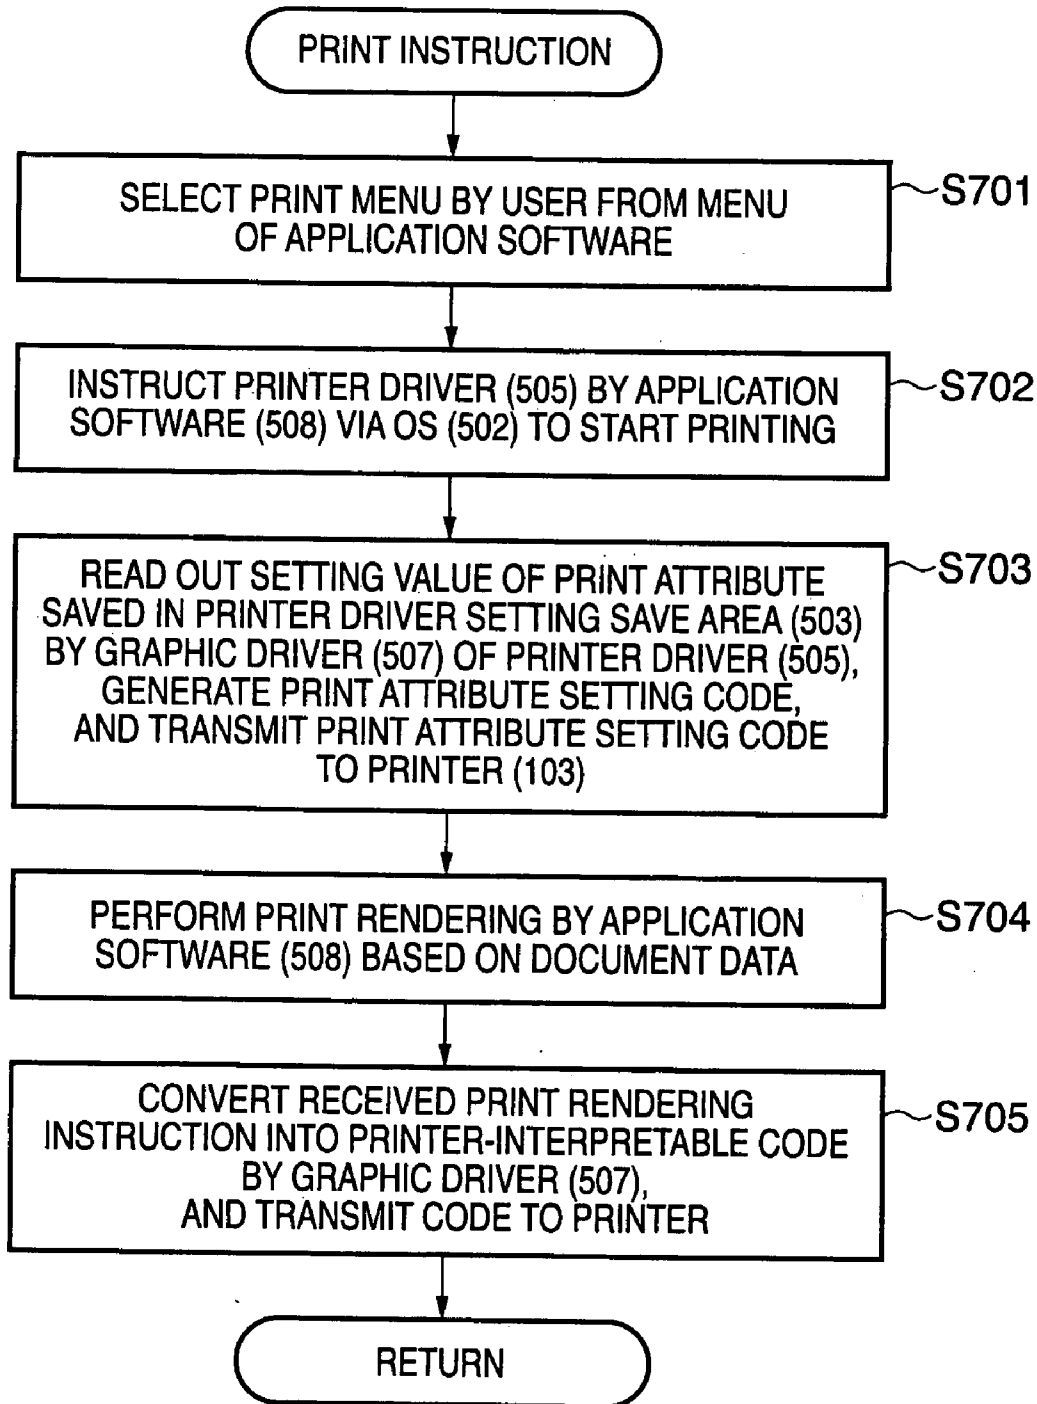 PRINT INSTRUCTION
SELECT PRINT MENU BY USER FROM MENU
OF APPLICATION SOFTWARE
S701
INSTRUCT PRINTER DRIVER (505) BY APPLICATION
SOFTWARE (508) VIA OS (502) TO START PRINTING
S702
READ OUT SETTING VALUE OF PRINT ATTRIBUTE
SAVED IN PRINTER DRIVER SETTING SAVE AREA (503)
BY GRAPHIC DRIVER (507) OF PRINTER DRIVER (505),
GENERATE PRINT ATTRIBUTE SETTING CODE,
AND TRANSMIT PRINT ATTRIBUTE SETTING CODE
TO PRINTER (103)
S703
PERFORM PRINT RENDERING BY APPLICATION
SOFTWARE (508) BASED ON DOCUMENT DATA
S704
CONVERT RECEIVED PRINT RENDERING
INSTRUCTION INTO PRINTER-INTERPRETABLE CODE
BY GRAPHIC DRIVER (507),
AND TRANSMIT CODE TO PRINTER
S705
RETURN